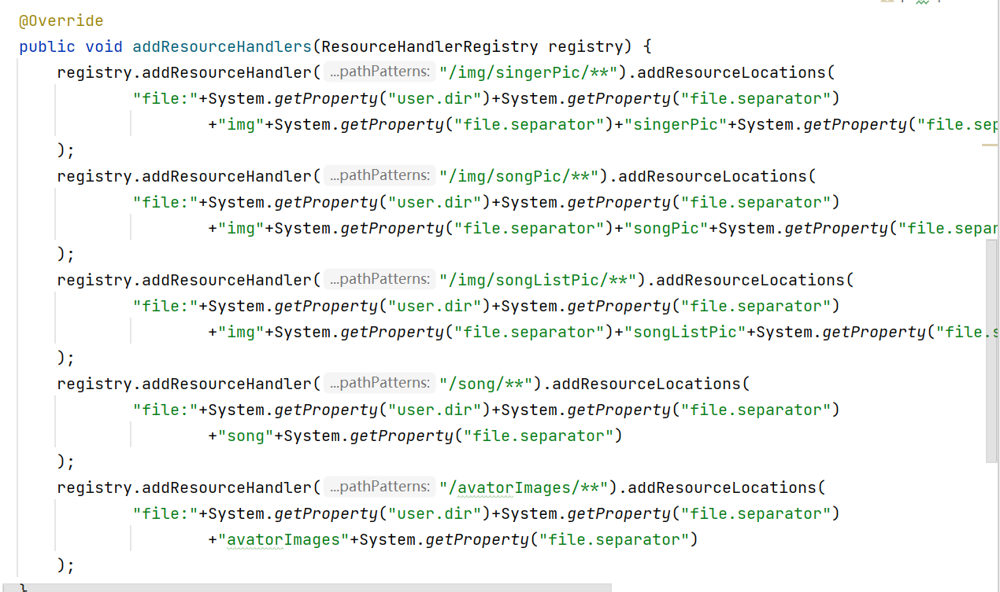 @Override
public void addResourceHandlers(ResourceHandlerRegistry registry) {
registry.addResourceHandler( ...pathPatterns: "/img/singerPic/**").addResourceLocations(
"file:"+System.getProperty("user.dir")+System.getProperty("file.separator")
+"img"+System.getProperty("file.separator")+"singerPic"+System.getProperty("file.sep
);
registry.addResourceHandler( ...pathPatterns: "/img/songPic/**").addResourceLocations(
"file:"+System.getProperty("user.dir")+System.getProperty("file.separator")
+"img"+System.getProperty("file.separator")+"songPic"+System.getProperty("file.separ
);
registry.addResourceHandler( ...pathPatterns: "/img/songListPic/**").addResourceLocations(
"file:"+System.getProperty("user.dir")+System.getProperty("file.separator")
+"img"+System.getProperty("file.separator")+"songListPic"+System.getProperty("file.s
);
registry.addResourceHandler( ...pathPatterns: "/song/**").addResourceLocations(
"file:"+System.getProperty("user.dir")+System.getProperty("file.separator")
+"song"+System.getProperty("file.separator")
);
registry.addResourceHandler( ...pathPatterns: "/avatorImages/**").addResourceLocations(
"file:"+System.getProperty("user.dir")+System.getProperty("file.separator")
+"avatorImages"+System.getProperty("file.separator")
);
}